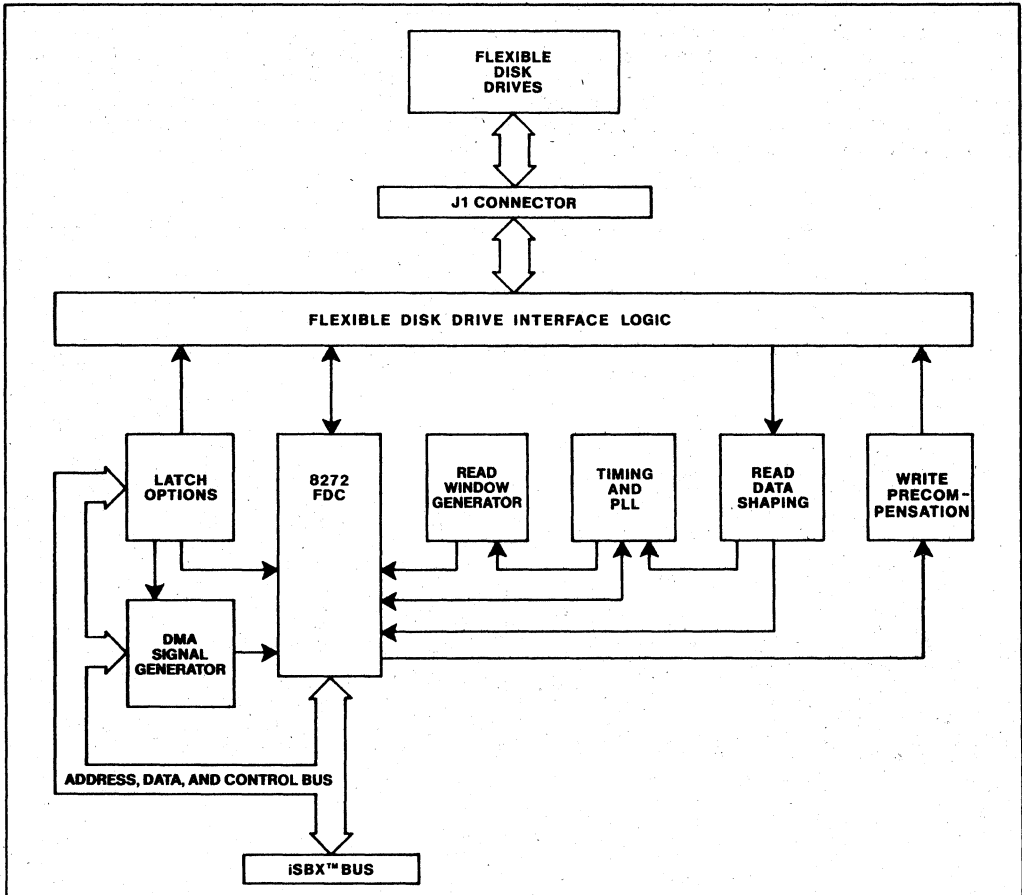 FLEXIBLE
DISK
DRIVES
J1 CONNECTOR
FLEXIBLE DISK DRIVE INTERFACE LOGIC
LATCH
OPTIONS
8272
FDC
READ
WINDOW
GENERATOR
TIMING
AND
PLL
READ
DATA
SHAPING
WRITE
PRECOM-
PENSATION
DMA
SIGNAL
GENERATOR
ADDRESS, DATA, AND CONTROL BUS
iSBX™ BUS